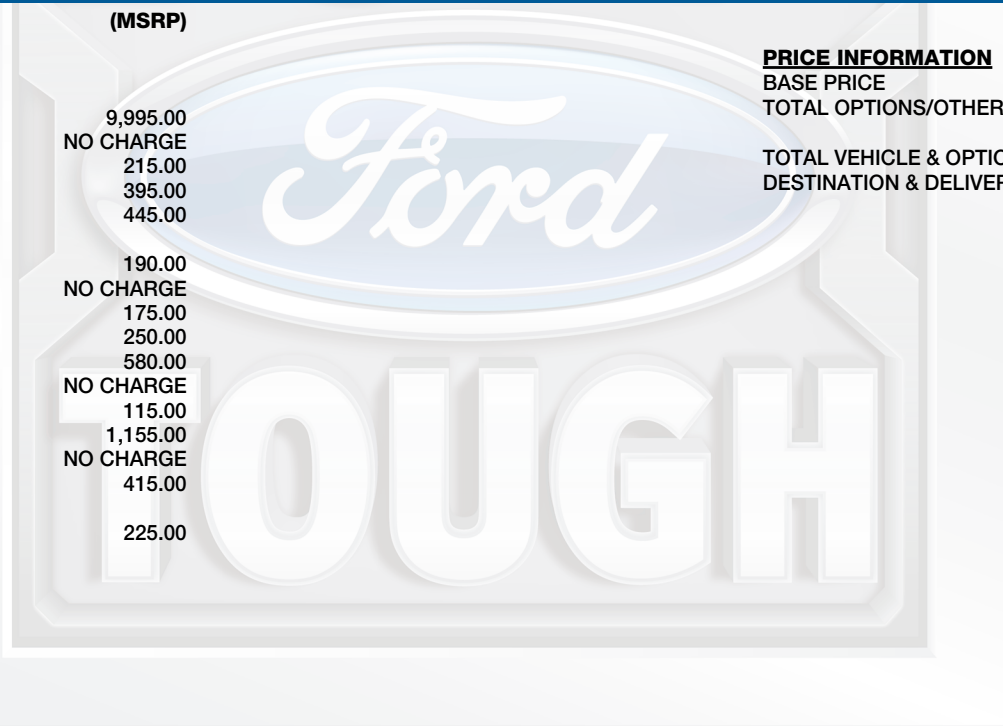 (MSRP)
9,995.00
NO CHARGE
215.00
395.00
445.00
190.00
NO CHARGE
175.00
250.00
580.00
NO CHARGE
115.00
1,155.00
NO CHARGE
415.00
225.00
PRICE INFORMATION
BASE PRICE
TOTAL OPTIONS/OTHER
TOTAL VEHICLE & OPTIO
DESTINATION & DELIVER
Ford
TOUGH